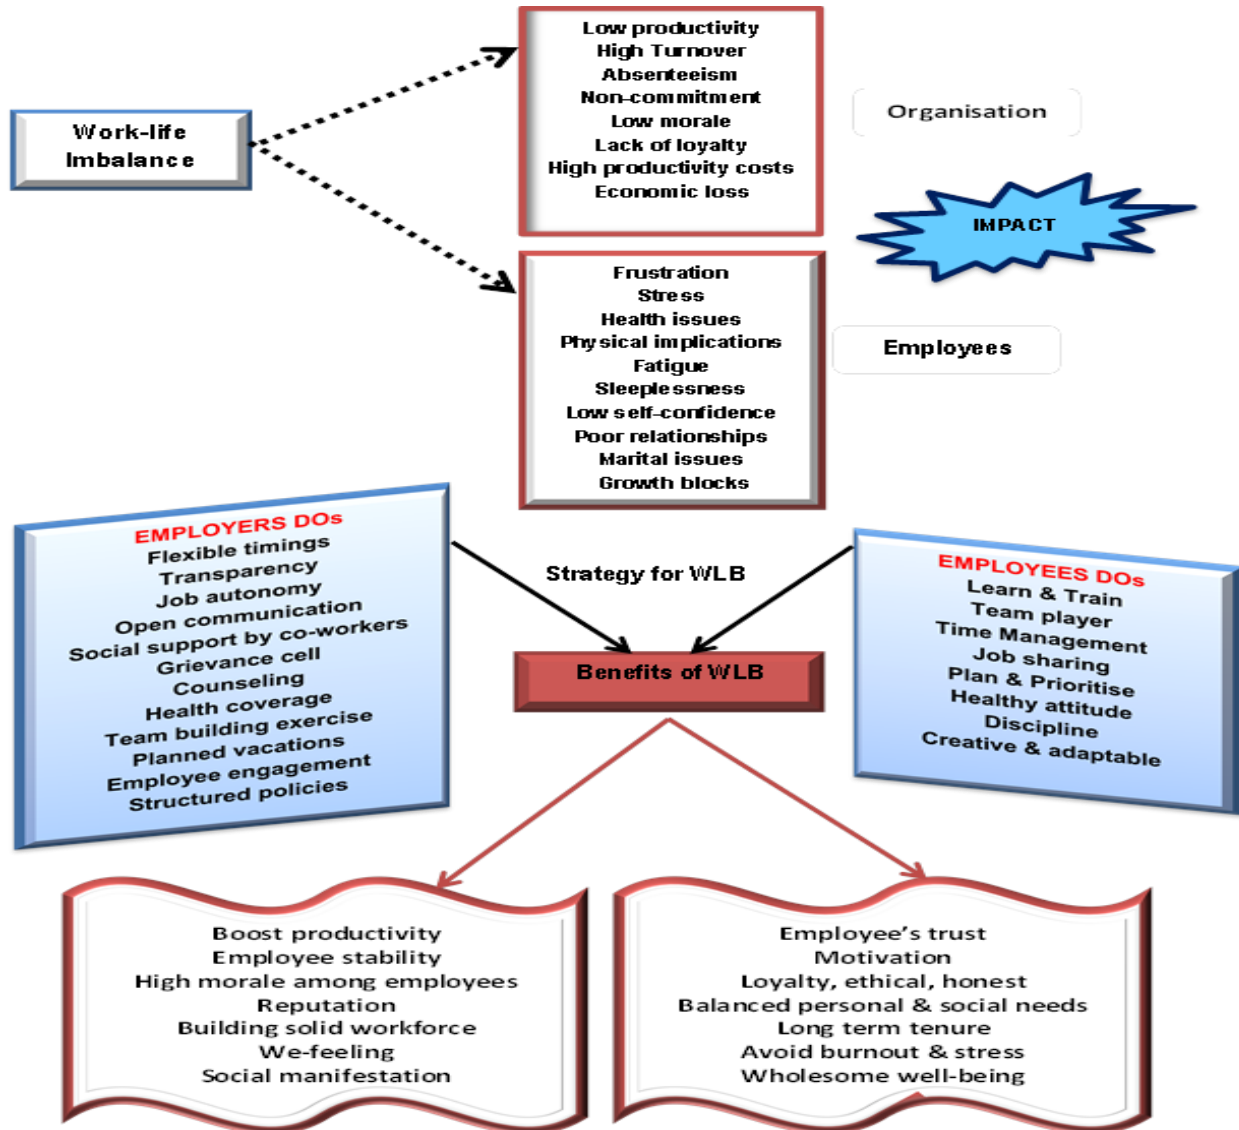 Work-life
Imbalance
Low productivity
High Turnover
Absenteeism
Non-commitment
Low morale
Lack of loyalty
High productivity costs
Economic loss
Organisation
IMPACT
Frustration
Stress
Health issues
Physical implications
Fatigue
Sleeplessness
Low self-confidence
Poor relationships
Marital issues
Growth blocks
Employees
EMPLOYERS DOs
Flexible timings
Transparency
Job autonomy
Open communication
Social support by co-workers
Grievance cell
Counseling
Health coverage
Team building exercise
Planned vacations
Employee engagement
Structured policies
Strategy for WLB
Benefits of WLB
EMPLOYEES DOs
Learn & Train
Team player
Time Management
Job sharing
Plan & Prioritise
Healthy attitude
Discipline
Creative & adaptable
Boost productivity
Employee stability
High morale among employees
Reputation
Building solid workforce
We-feeling
Social manifestation
Employee’s trust
Motivation
Loyalty, ethical, honest
Balanced personal & social needs
Long term tenure
Avoid burnout & stress
Wholesome well-being